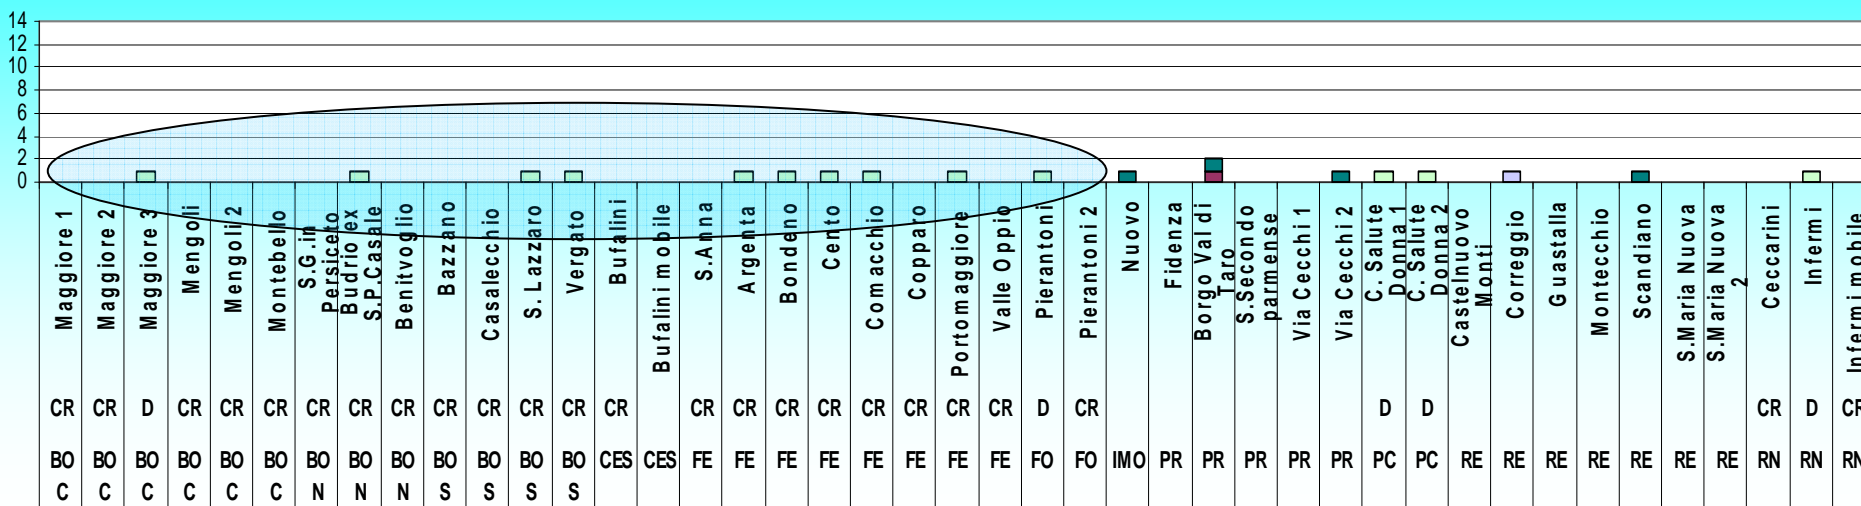 14
12
10
8
6
4
2
0
Maggiore 1
Maggiore 2
Maggiore 3
Mengoli
Mengoli 2
Montebello
S.G.in
Persiceto
Budrio ex
S.P.Casale
Benitvoglio
Bazzano
Casalecchio
S. Lazzaro
Vergato
Bufalini
Bufalini mobile
S.Anna
Argenta
Bondeno
Cento
Comacchio
Copparo
Portomaggiore
Valle Oppio
Pierantoni
Pierantoni 2
Nuovo
Fidenza
Borgo Val di
Taro
S.Secondo
parmense
Via Cecchi 1
Via Cecchi 2
C. Salute
Donna 1
C. Salute
Donna 2
Castelnuovo
Monti
Correggio
Guastalla
Montecchio
Scandiano
S.Maria Nuova
S.Maria Nuova
2
Ceccarini
Infermi
Infermi mobile
CR CR D CR CR CR CR CR CR CR CR CR CR CR CR CR CR CR CR CR CR CR D CR D D CR D CR
BO BO BO BO BO BO BO BO BO BO BO BO BO CES CES FE FE FE FE FE FE FE FE FO FO IMO PR PR PR PR PR PC PC RE RE RE RE RE RE RE RN RN RN
C C C C C C N N N S S S S